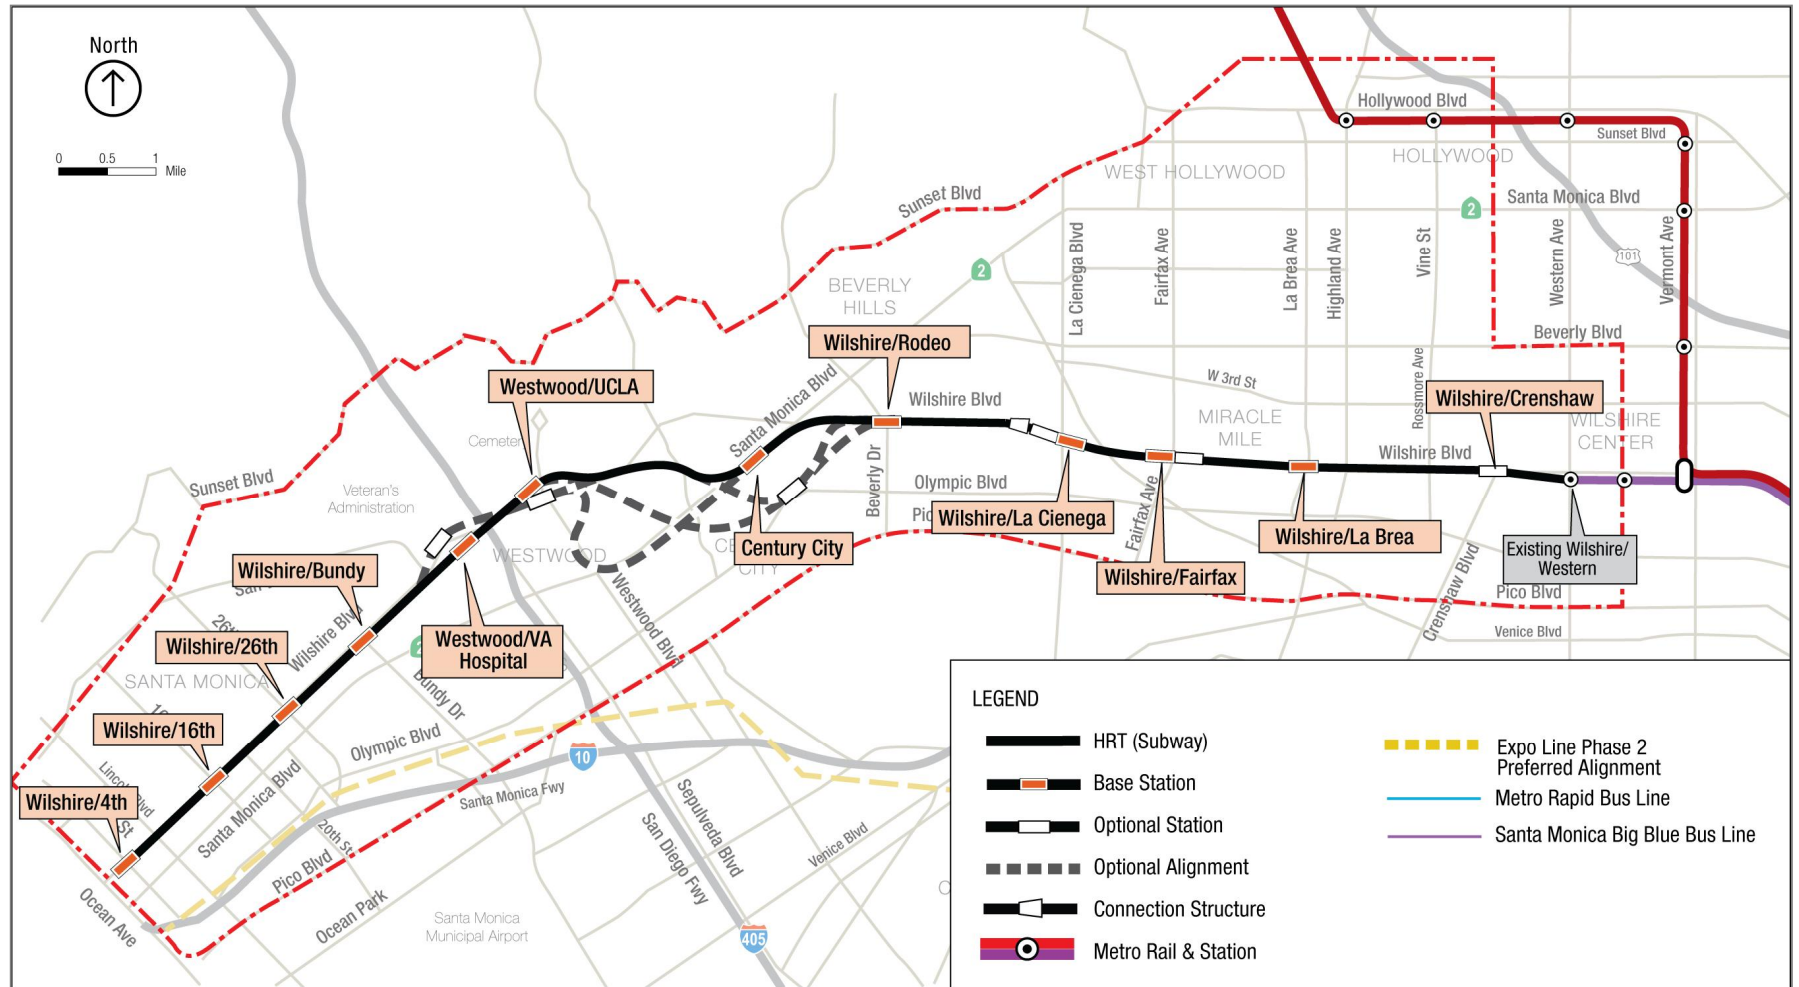 North
0 0.5 1
Mile
Hollywood Blvd
Sunset Blvd
HOLLYWOOD
WEST HOLLYWOOD
Santa Monica Blvd
2
Sunset Blvd
La Cienega Blvd
Fairfax Ave
La Brea Ave
Highland Ave
Vine St
Western Ave
Vermont Ave
101
2
BEVERLY
HILLS
Beverly Blvd
Wilshire/Rodeo
Rossmore Ave
W 3rd St
Westwood/UCLA
Santa Monica Blvd
Wilshire Blvd
Wilshire/Crenshaw
MIRACLE
MILE
WILSHIRE
CENTER
Wilshire Blvd
Beverly Dr
Olympic Blvd
Sunset Blvd
Veteran's
Administration
Wilshire/La Cienega
Fairfax Ave
Wilshire/La Brea
Existing Wilshire/
Western
Century City
CITY
WESTWOOD
Wilshire/Fairfax
Crenshaw Blvd
Pico Blvd
Venice Blvd
Wilshire/Bundy
Westwood Blvd
Wilshire Blvd
Wilshire/26th
Westwood/VA
Hospital
2
SANTA MONICA
Bundy Dr
Wilshire/16th
Olympic Blvd
10
Santa Monica Fwy
Wilshire/4th
St
Santa Monica Blvd
20th St
Pico Blvd
Ocean Park
Ocean Ave
Sepulveda Blvd
San Diego Fwy
Venice Blvd
Santa Monica
Municipal Airport
405
LEGEND
HRT (Subway)
Base Station
Optional Station
Optional Alignment
Connection Structure
Metro Rail & Station
Expo Line Phase 2
Preferred Alignment
Metro Rapid Bus Line
Santa Monica Big Blue Bus Line